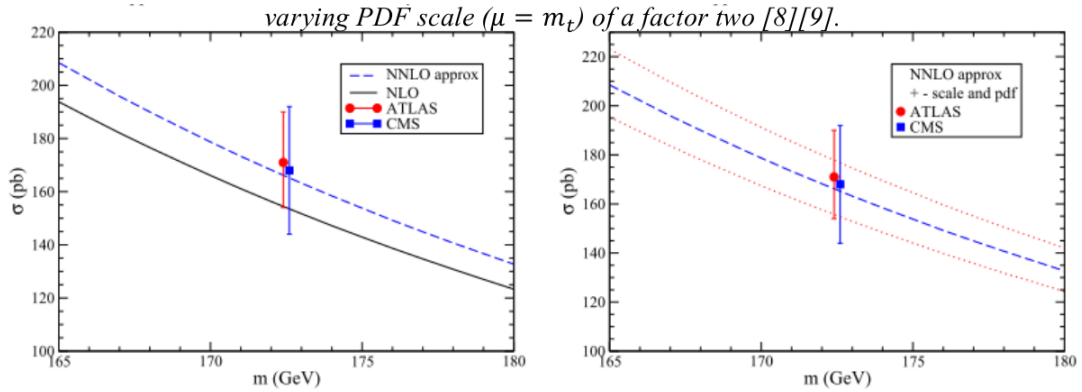 varying PDF scale (μ = mₜ) of a factor two [8][9].
220
200
180
160
140
120
100
σ (pb)
165
170
175
180
m (GeV)
NNLO approx
NLO
ATLAS
CMS
220
200
180
160
140
120
100
σ (pb)
165
170
175
180
m (GeV)
NNLO approx
+ - scale and pdf
ATLAS
CMS